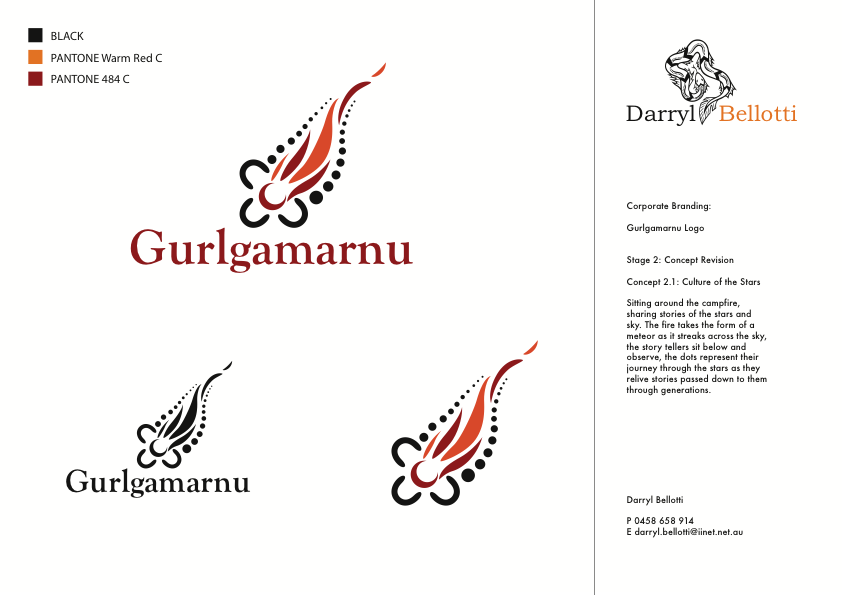 BLACK
PANTONE Warm Red C
PANTONE 484 C
Gurlgamarnu
Gurlgamarnu
Darryl Bellotti
Corporate Branding:
Gurlgamarnu Logo
Stage 2: Concept Revision
Concept 2.1: Culture of the Stars
Sitting around the campfire,
sharing stories of the stars and
sky. The fire takes the form of a
meteor as it streaks across the sky,
the story tellers sit below and
observe, the dots represent their
journey through the stars as they
relive stories passed down to them
through generations.
Darryl Bellotti
P 0458 658 914
E darryl.bellotti@iinet.net.au